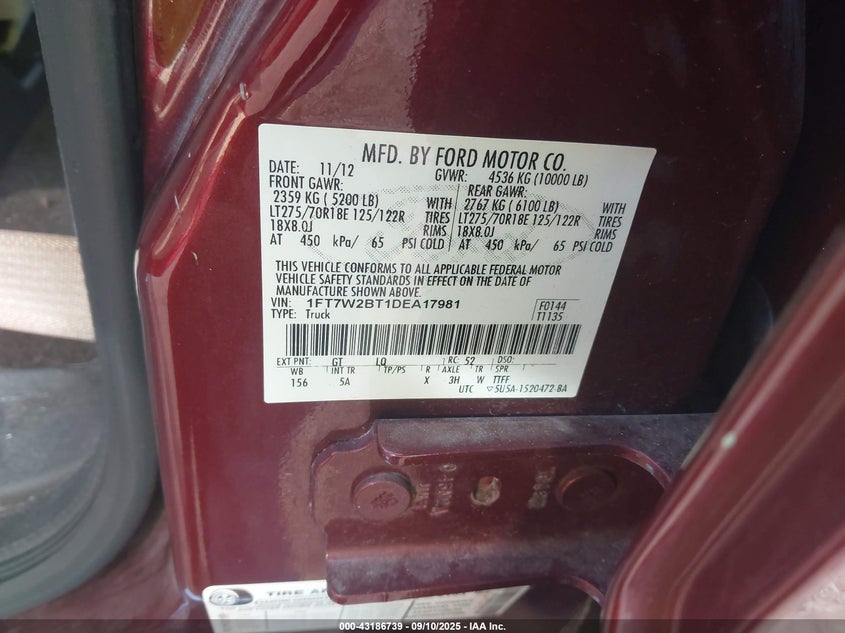 MFD. BY FORD MOTOR CO.
DATE: 11/12 GVWR: 4536 KG (10000 LB)
FRONT GAWR: REAR GAWR:
2359 KG ( 5200 LB) WITH 2767 KG ( 6100 LB) WITH
LT275/70R18E 125/122R TIRES LT275/70R18E 125/122R TIRES
18X8.0J RIMS 18X8.0J RIMS
AT 450 kPa/ 65 PSI COLD AT 450 kPa/ 65 PSI COLD
THIS VEHICLE CONFORMS TO ALL APPLICABLE FEDERAL MOTOR
VEHICLE SAFETY STANDARDS IN EFFECT ON THE DATE OF
MANUFACTURE SHOWN ABOVE.
VIN: 1FT7W2BT1DEA17981 F0144
TYPE: Truck T1135
EXT PNT: GT LQ RC: 52 DSO:
WB INT TR TP/PS R AXLE TR SPR
156 5A X 3H W TTFF
UTC ▽5U5A-1520472-BA
TIRE
000-43186739 - 09/10/2025 - IAA Inc.